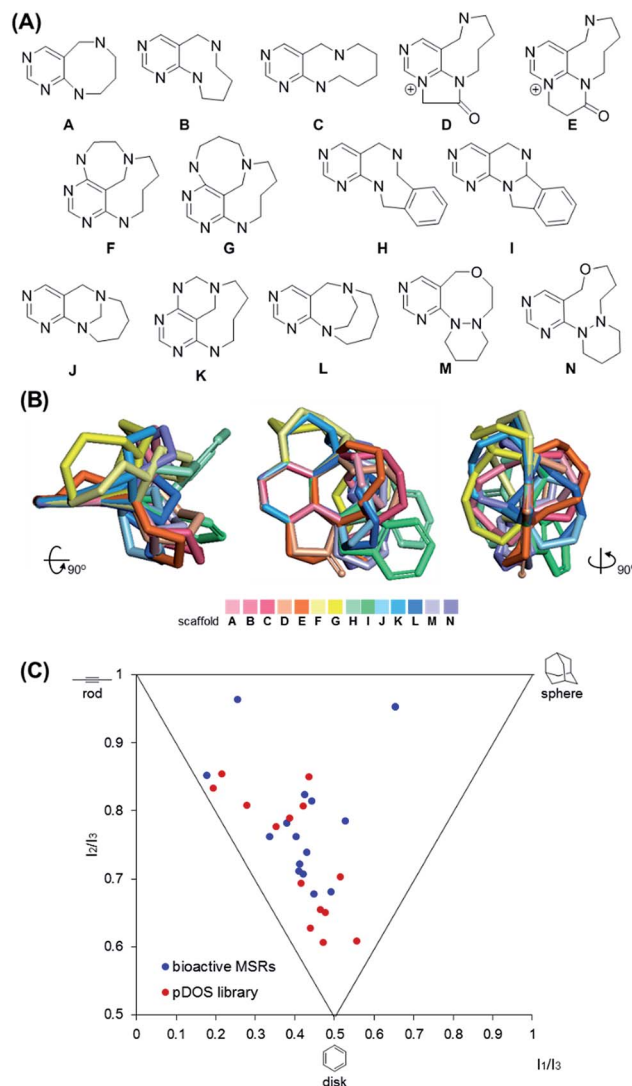 (A)
N N N N N N N N N N
N N N N N N N N N
⊕ O ⊕ O
A B C D E
N N N N N N
N N N N N N N N
F G H I
N N N N O O
N N N N N N N N N N N
J K L M N
(B)
90º 90º
scaffold A B C D E F G H I J K L M N
(C)
rod sphere
1
0.9
0.8
I₂/I₃
0.7
0.6
bioactive MSRs
pDOS library
0.5
0 0.1 0.2 0.3 0.4 0.5 0.6 0.7 0.8 0.9 1
disk I₁/I₃